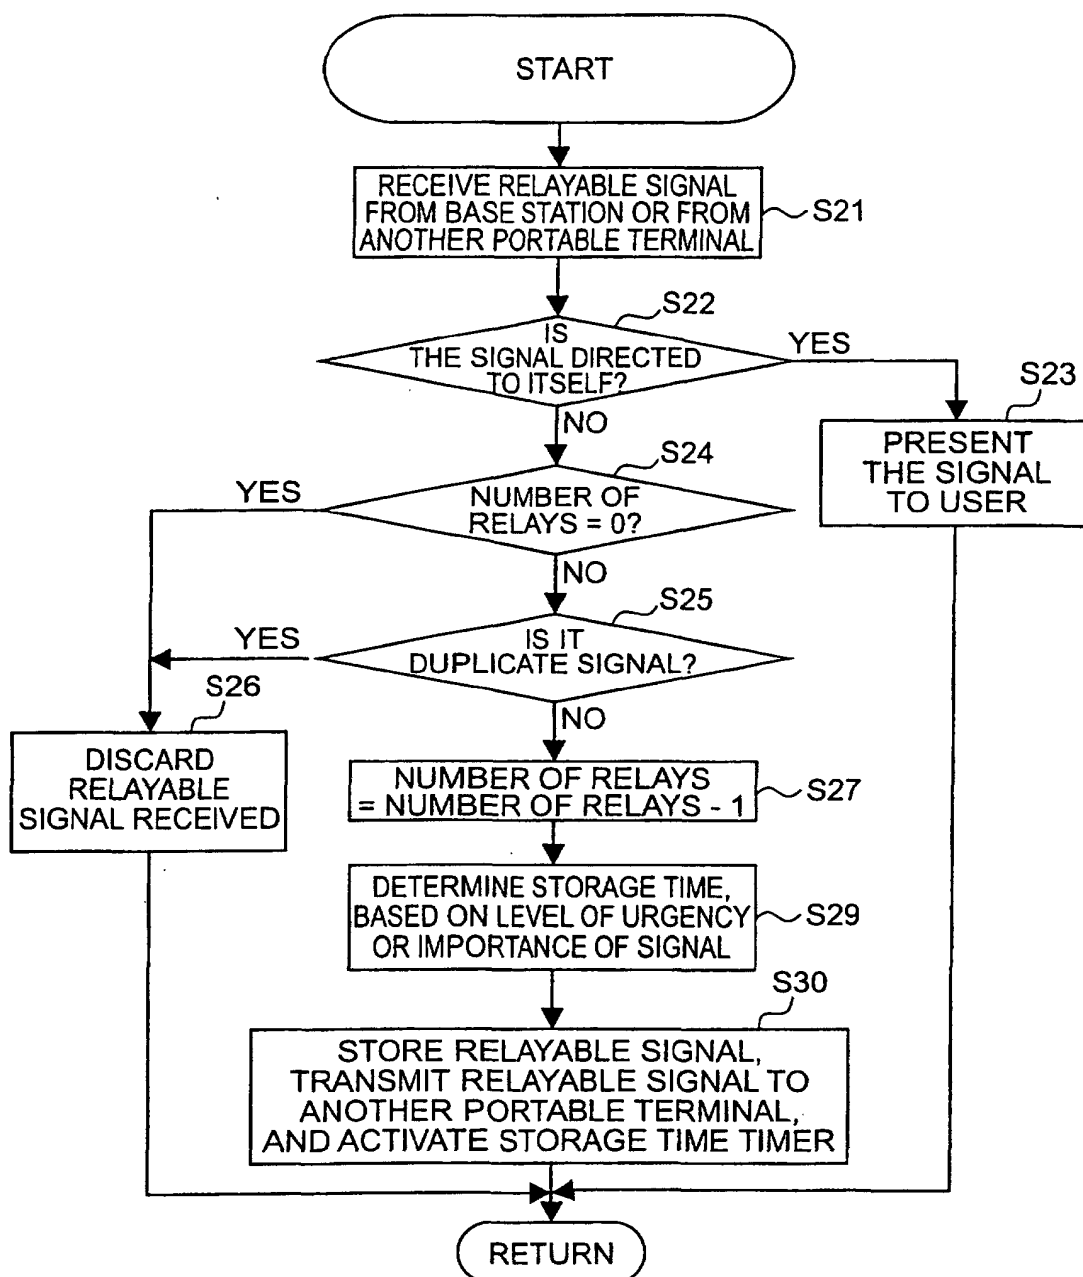 START
RECEIVE RELAYABLE SIGNAL
FROM BASE STATION OR FROM
ANOTHER PORTABLE TERMINAL
S21
S22
IS
THE SIGNAL DIRECTED
TO ITSELF?
YES
NO
S23
PRESENT
THE SIGNAL
TO USER
S24
NUMBER OF
RELAYS = 0?
YES
NO
S25
IS IT
DUPLICATE SIGNAL?
YES
NO
S26
DISCARD
RELAYABLE
SIGNAL RECEIVED
NUMBER OF RELAYS
= NUMBER OF RELAYS - 1
S27
DETERMINE STORAGE TIME,
BASED ON LEVEL OF URGENCY
OR IMPORTANCE OF SIGNAL
S29
S30
STORE RELAYABLE SIGNAL,
TRANSMIT RELAYABLE SIGNAL TO
ANOTHER PORTABLE TERMINAL,
AND ACTIVATE STORAGE TIME TIMER
RETURN